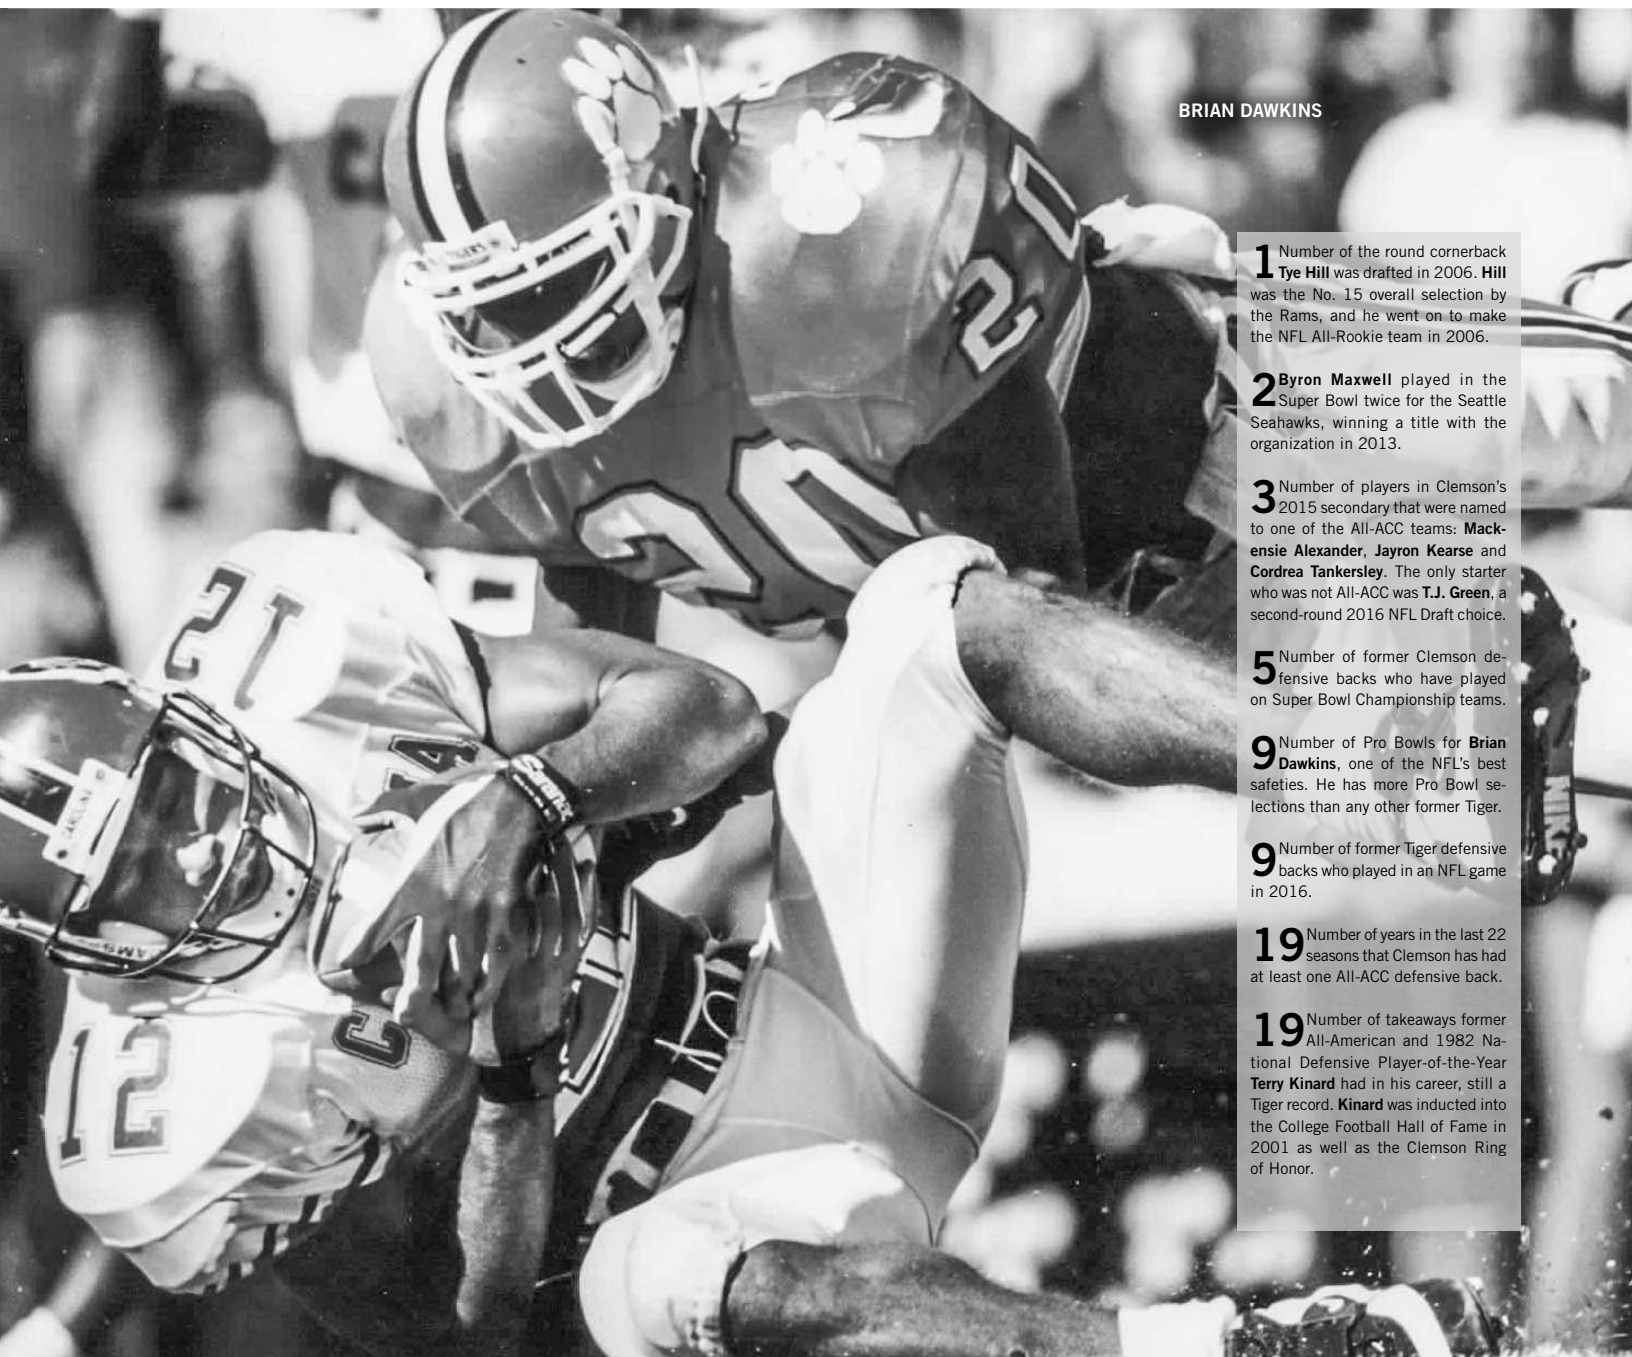 BRIAN DAWKINS
TIGERS
20
20
21
12
CAROLINA
RAMS
C
NIKE
1 Number of the round cornerback
Tye Hill was drafted in 2006. Hill
was the No. 15 overall selection by
the Rams, and he went on to make
the NFL All-Rookie team in 2006.
2 Byron Maxwell played in the
Super Bowl twice for the Seattle
Seahawks, winning a title with the
organization in 2013.
3 Number of players in Clemson's
2015 secondary that were named
to one of the All-ACC teams: Mack-
ensie Alexander, Jayron Kearse and
Cordrea Tankersley. The only starter
who was not All-ACC was T.J. Green, a
second-round 2016 NFL Draft choice.
5 Number of former Clemson de-
fensive backs who have played
on Super Bowl Championship teams.
9 Number of Pro Bowls for Brian
Dawkins, one of the NFL's best
safeties. He has more Pro Bowl se-
lections than any other former Tiger.
9 Number of former Tiger defensive
backs who played in an NFL game
in 2016.
19 Number of years in the last 22
seasons that Clemson has had
at least one All-ACC defensive back.
19 Number of takeaways former
All-American and 1982 Na-
tional Defensive Player-of-the-Year
Terry Kinard had in his career, still a
Tiger record. Kinard was inducted into
the College Football Hall of Fame in
2001 as well as the Clemson Ring
of Honor.